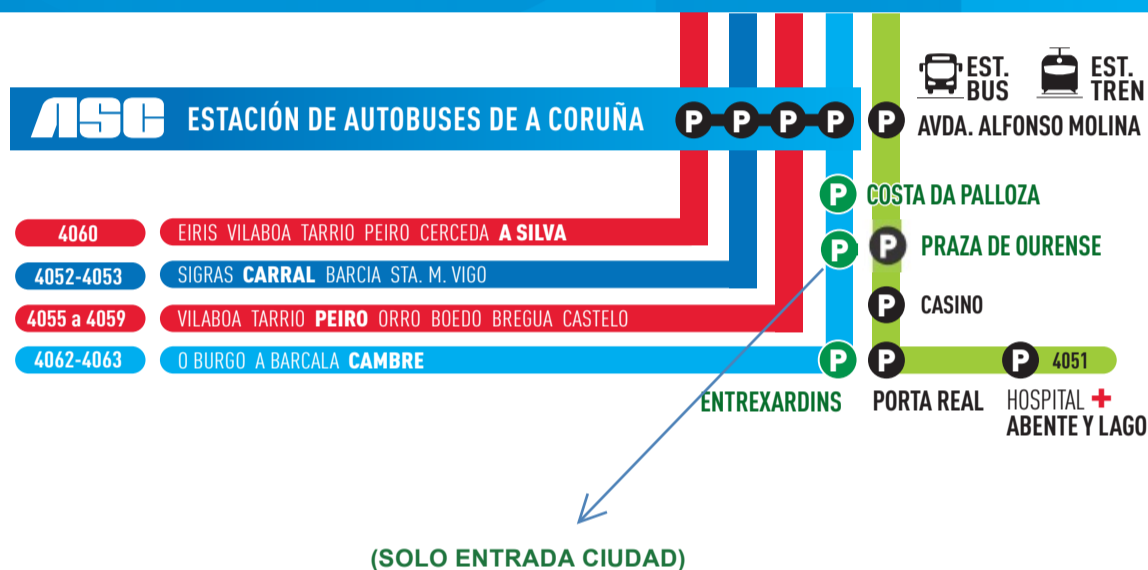 EST. BUS
EST. TREN
ASC ESTACIÓN DE AUTOBUSES DE A CORUÑA P P P P P AVDA. ALFONSO MOLINA
P COSTA DA PALLOZA
4060 EIRIS VILABOA TARRIO PEIRO CERCEDA A SILVA
P P PRAZA DE OURENSE
4052-4053 SIGRAS CARRAL BARCIA STA. M. VIGO
P CASINO
4055 a 4059 VILABOA TARRIO PEIRO ORRO BOEDO BREGUA CASTELO
4062-4063 O BURGO A BARCALA CAMBRE P P P 4051
ENTREXARDINS PORTA REAL HOSPITAL +
ABENTE Y LAGO
(SOLO ENTRADA CIUDAD)